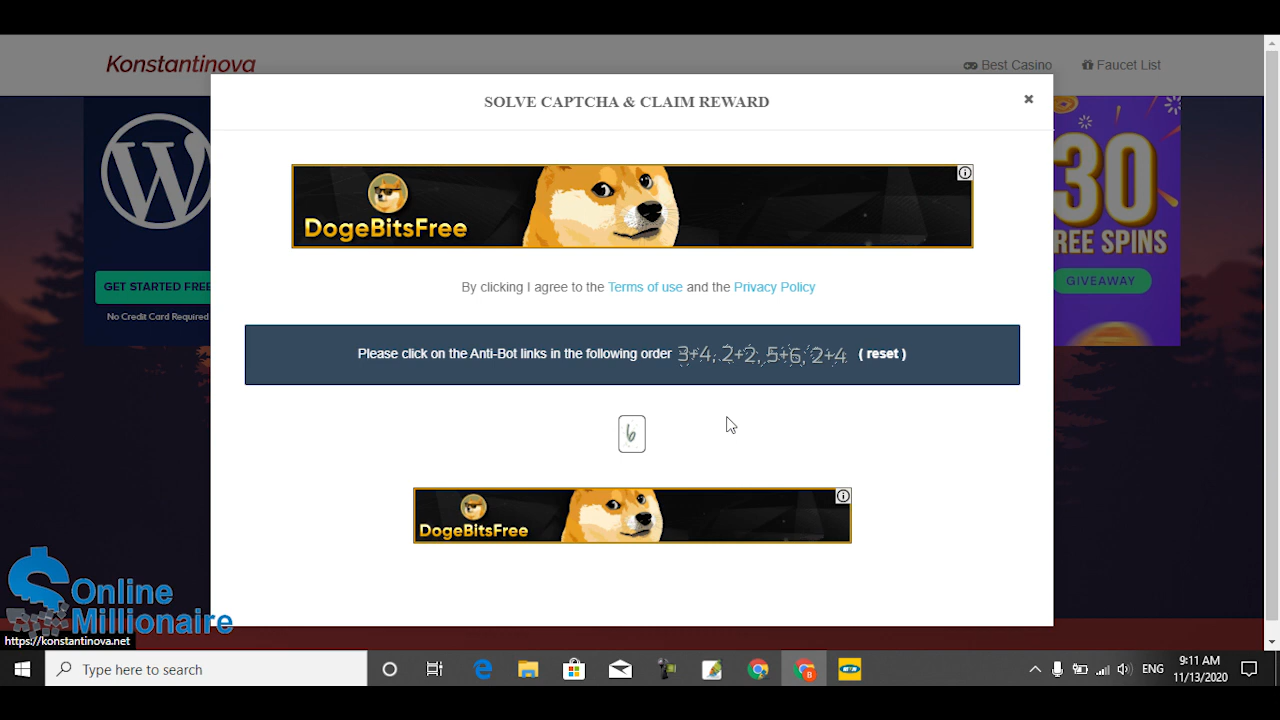 Konstantinova
Best Casino
Faucet List
SOLVE CAPTCHA & CLAIM REWARD
DogeBitsFree
GET STARTED FREE
No Credit Card Required
30
REE SPINS
GIVEAWAY
By clicking I agree to the Terms of use and the Privacy Policy
Please click on the Anti-Bot links in the following order 3+4, 2+2, 5+6, 2+4 ( reset )
6
DogeBitsFree
Online
Millionaire
https://konstantinova.net
Type here to search
ENG
9:11 AM
11/13/2020